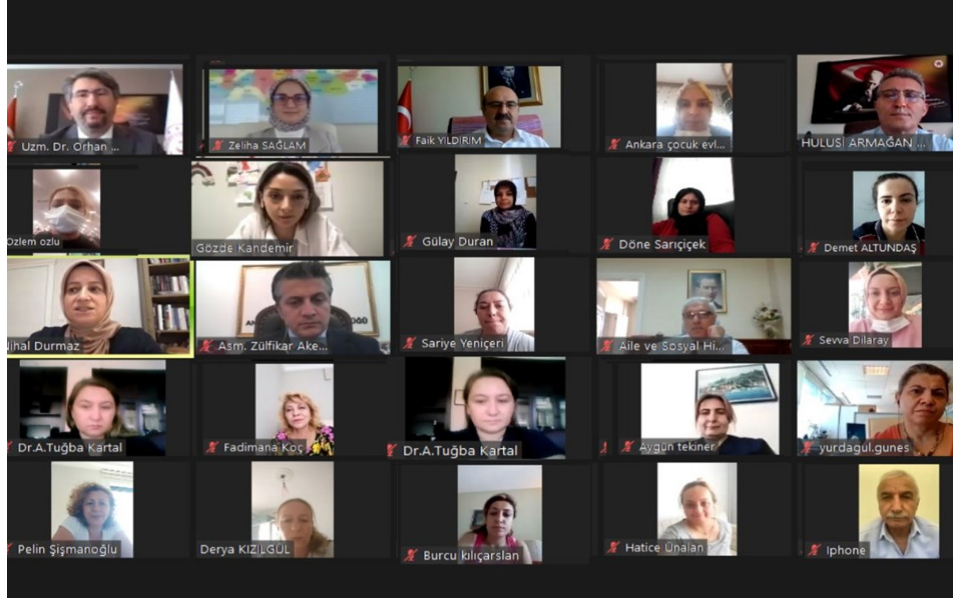 Uzm. Dr. Orhan ...
Zeliha SAĞLAM
Faik YILDIRIM
Ankara çocuk evl...
HULUSİ ARMAĞAN ...
Ozlem ozlu
Gözde Kandemir
Gülay Duran
Döne Sarıçiçek
Demet ALTUNDAŞ
Nihal Durmaz
Asm. Zülfikar Ake...
Sariye Yeniçeri
Aile ve Sosyal Hi...
Sevva Dilaray
Dr.A.Tuğba Kartal
Fadimana Koç
Dr.A.Tuğba Kartal
Aygün tekiner
yurdagul.gunes
Pelin Şişmanoğlu
Derya KIZILGÜL
Burcu kılıçarslan
Hatice Ünalan
Iphone